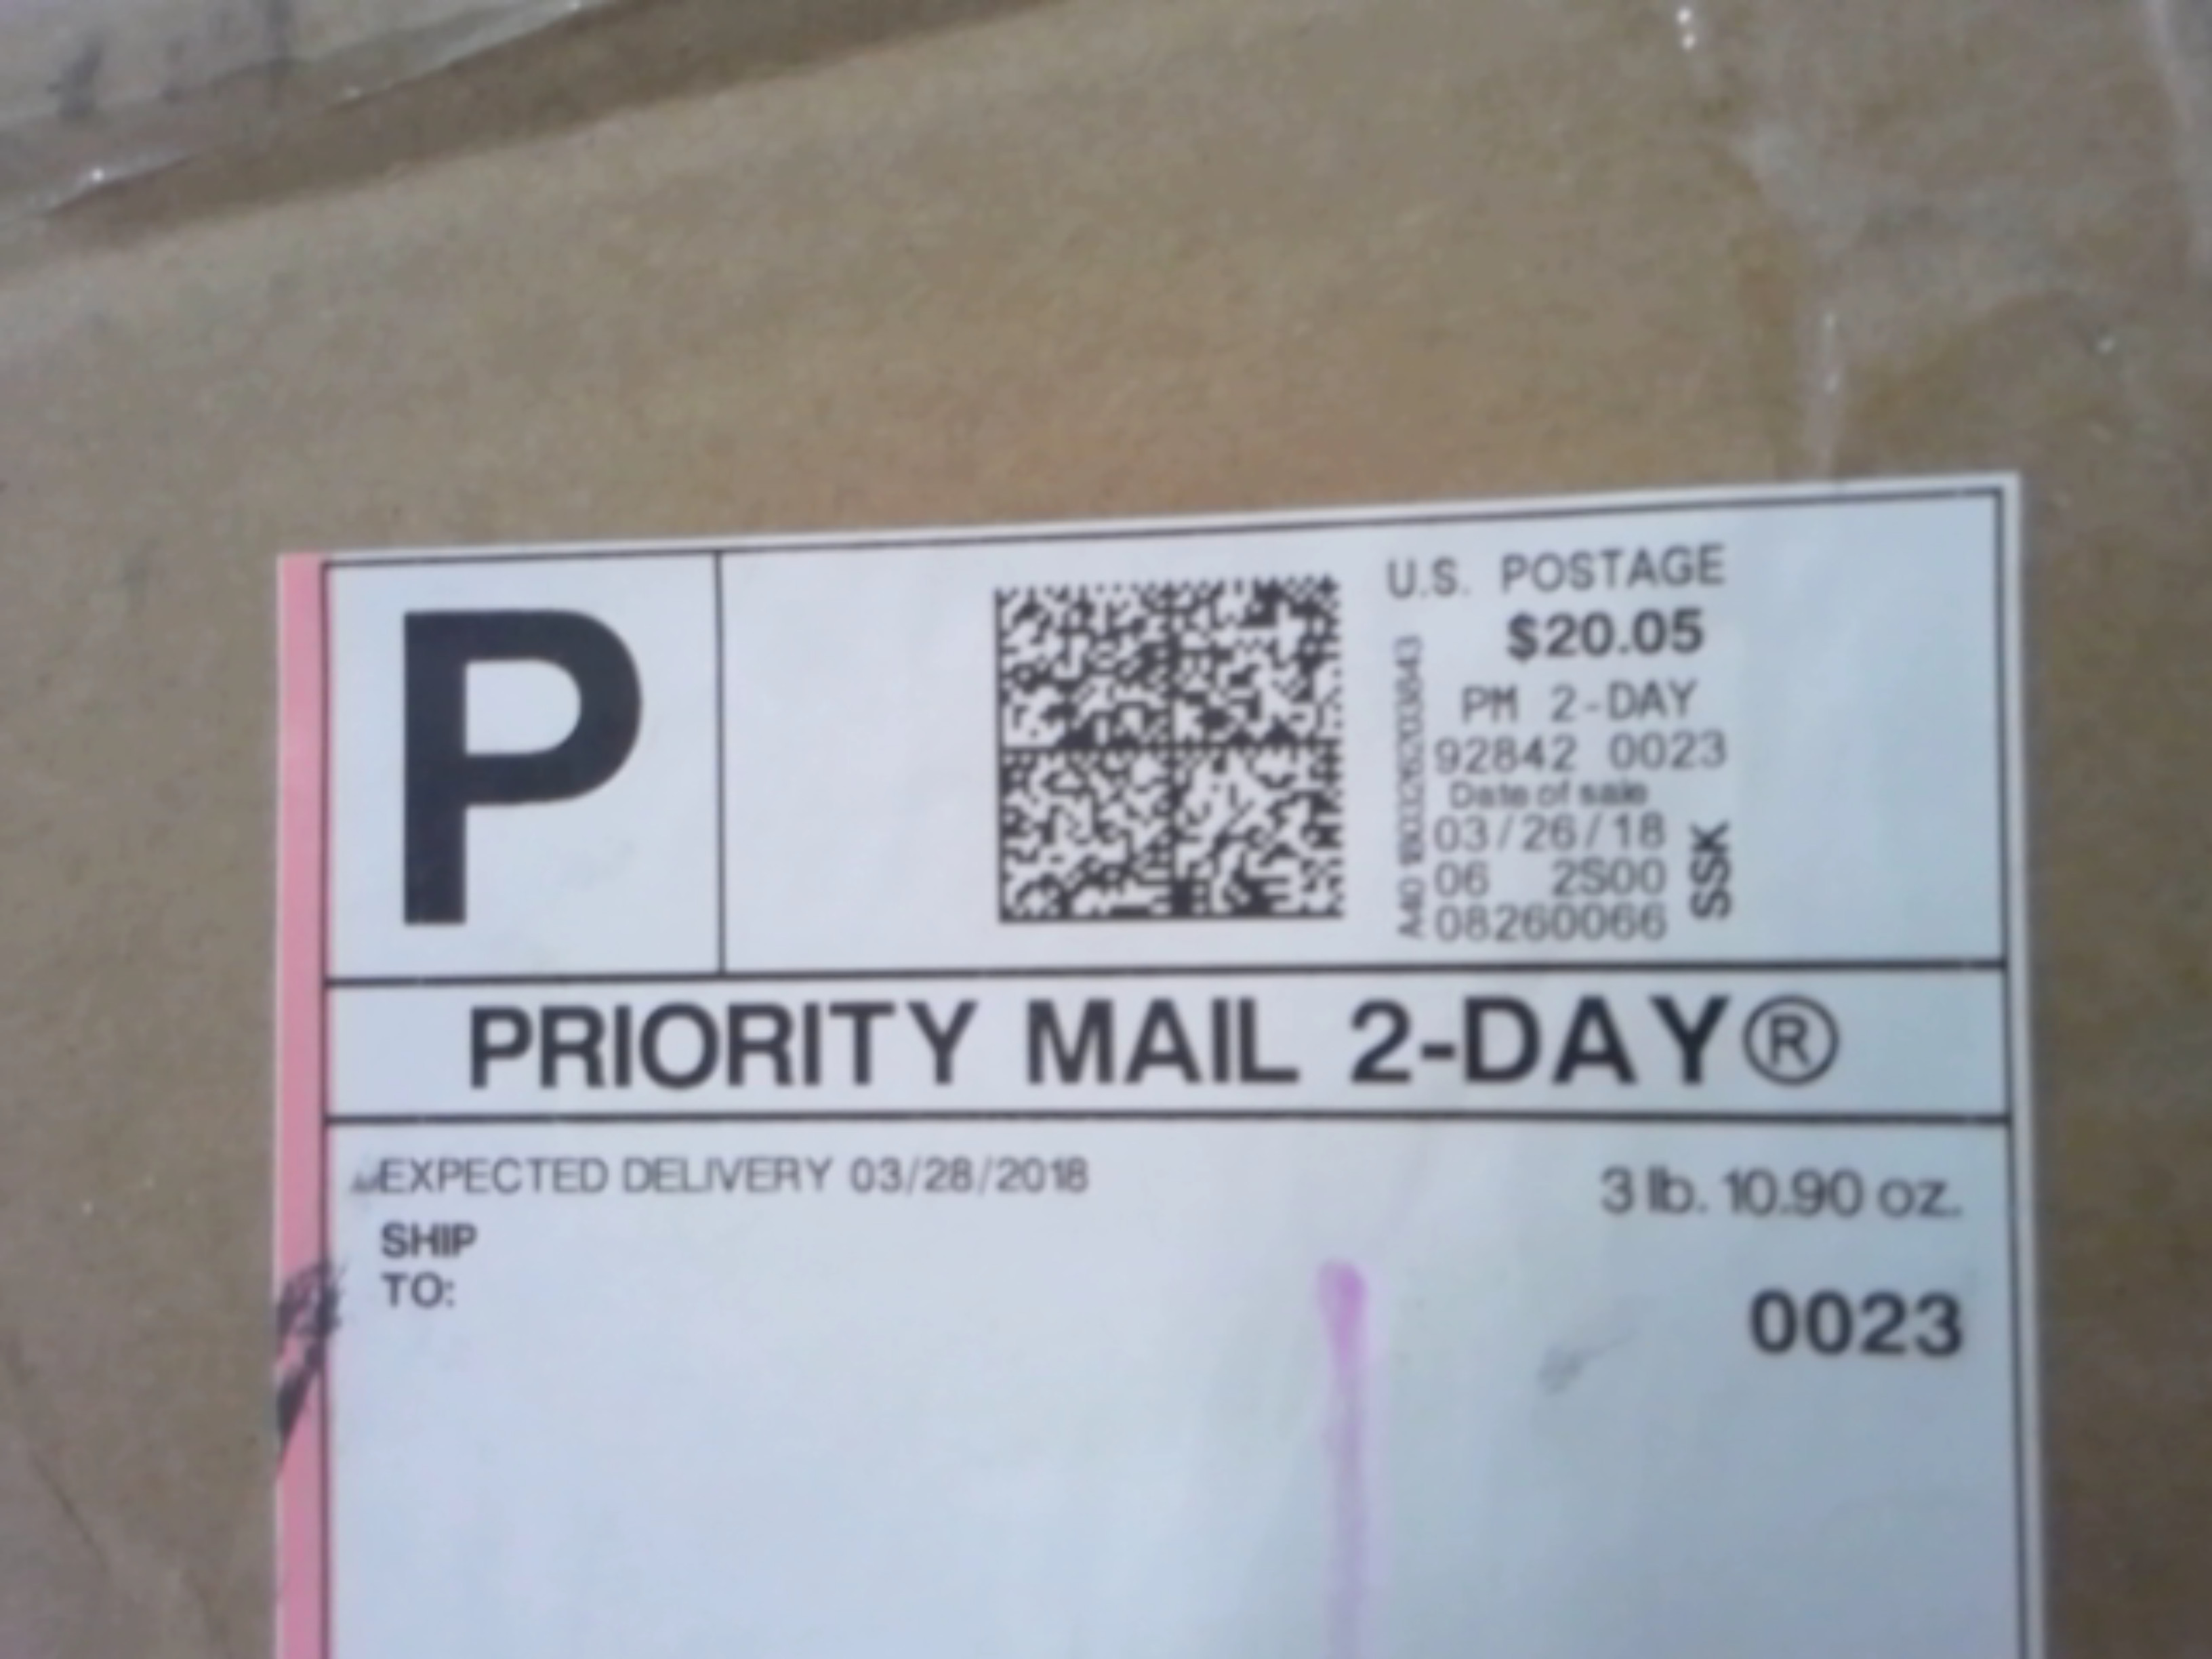 P
U.S. POSTAGE
$20.05
PM 2-DAY
92842 0023
Date of sale
03/26/18
06 2S00
08260066
SSK
A40
PRIORITY MAIL 2-DAY®
EXPECTED DELIVERY 03/28/2018
3 lb. 10.90 oz.
SHIP
TO:
0023